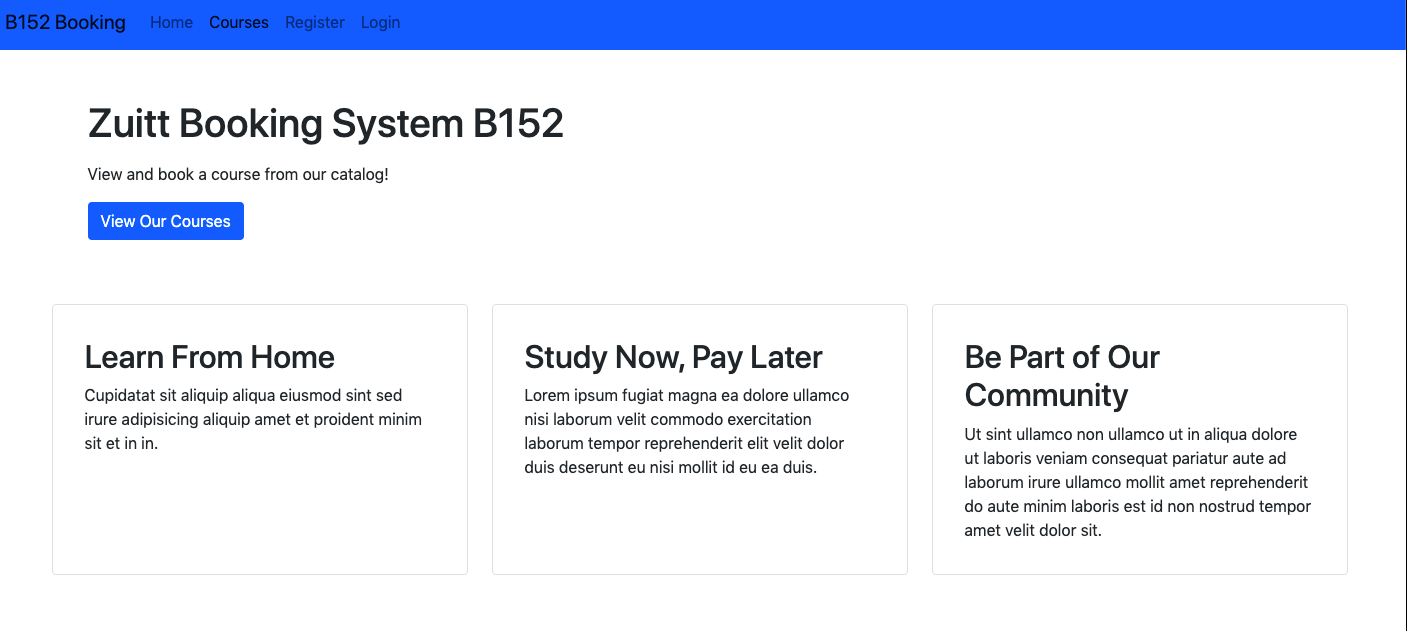 B152 Booking Home Courses Register Login
Zuitt Booking System B152
View and book a course from our catalog!
View Our Courses
Learn From Home
Cupidatat sit aliquip aliqua eiusmod sint sed
irure adipisicing aliquip amet et proident minim
sit et in in.
Study Now, Pay Later
Lorem ipsum fugiat magna ea dolore ullamco
nisi laborum velit commodo exercitation
laborum tempor reprehenderit elit velit dolor
duis deserunt eu nisi mollit id eu ea duis.
Be Part of Our
Community
Ut sint ullamco non ullamco ut in aliqua dolore
ut laboris veniam consequat pariatur aute ad
laborum irure ullamco mollit amet reprehenderit
do aute minim laboris est id non nostrud tempor
amet velit dolor sit.